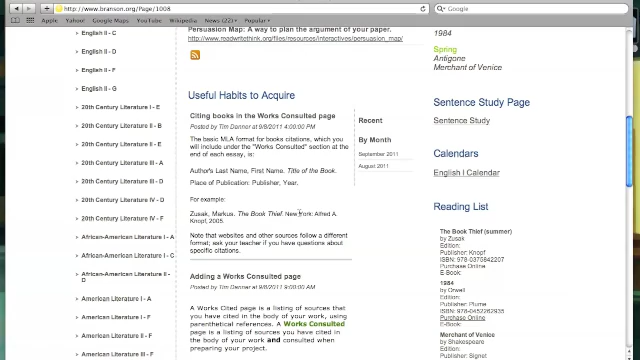 http://www.branson.org/Page/1008
Google
Apple
Yahoo!
Google Maps
YouTube
Wikipedia
News (22)
Popular
English II - C
English II - D
English II - F
English II - G
20th Century Literature I - E
20th Century Literature II - B
20th Century Literature II - E
20th Century Literature III - A
20th Century Literature III - D
20th Century Literature IV - D
20th Century Literature IV - F
African-American Literature I - A
African-American Literature I - C
African-American Literature II - D
American Literature I - A
American Literature I - F
American Literature II - F
American Literature III - E
Persuasion Map: A way to plan the argument of your paper.
http://www.readwritethink.org/files/resources/interactives/persuasion_map/
Useful Habits to Acquire
Citing books in the Works Consulted page
Posted by Tim Danner at 9/8/2011 4:00:00 PM
The basic MLA format for books citations, which you
will include under the "Works Consulted" section at the
end of each essay, is:
Author's Last Name, First Name. Title of the Book.
Place of Publication: Publisher, Year.
For example:
Zusak, Markus. The Book Thief. New York: Alfred A.
Knopf, 2005.
Note that websites and other sources follow a different
format; ask your teacher if you have questions about
specific citations.
Adding a Works Consulted page
Posted by Tim Danner at 9/8/2011 9:00:00 AM
A Works Cited page is a listing of sources that
you have cited in the body of your work, using
parenthetical references. A Works Consulted
page is a listing of sources you have cited in
the body of your work and consulted when
preparing your project.
Recent
By Month
September 2011
August 2011
1984
Spring
Antigone
Merchant of Venice
Sentence Study Page
Sentence Study
Calendars
English I Calendar
Reading List
The Book Thief (summer)
by Zusak
Edition:
Publisher: Knopf
ISBN: 978-0375842207
Purchase Online
E-Book:
1984
by Orwell
Edition:
Publisher: Plume
ISBN: 978-0452262935
Purchase Online
E-Book:
Merchant of Venice
by Shakespeare
Edition:
Publisher: Signet